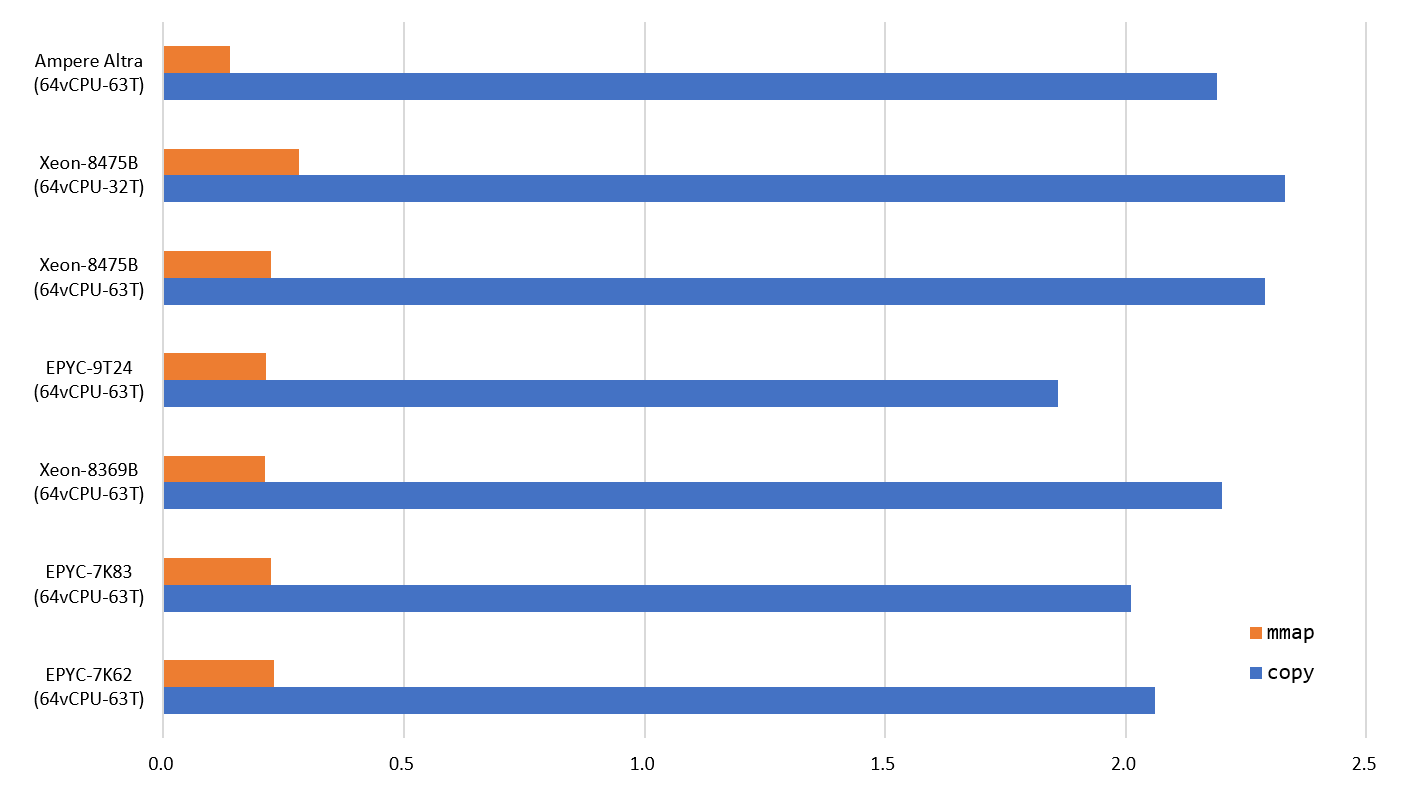 Ampere Altra
(64vCPU-63T)
Xeon-8475B
(64vCPU-32T)
Xeon-8475B
(64vCPU-63T)
EPYC-9T24
(64vCPU-63T)
Xeon-8369B
(64vCPU-63T)
EPYC-7K83
(64vCPU-63T)
EPYC-7K62
(64vCPU-63T)
mmap
copy
0.0 0.5 1.0 1.5 2.0 2.5